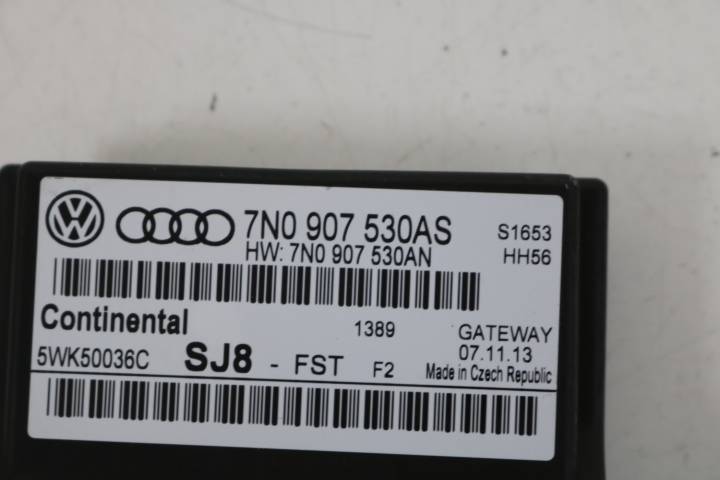 7N0 907 530AS S1653
HW: 7N0 907 530AN HH56
Continental 1389 GATEWAY
5WK50036C SJ8 - FST F2 07.11.13
Made in Czech Republic